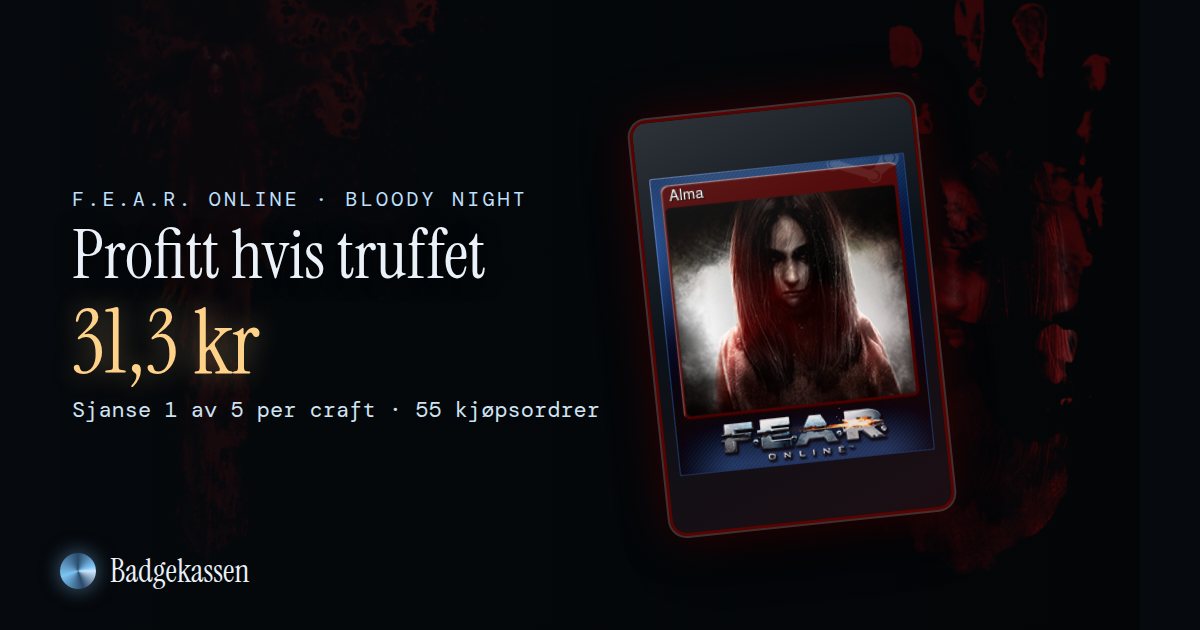 F.E.A.R. ONLINE · BLOODY NIGHT
Profitt hvis truffet
31,3 kr
Sjanse 1 av 5 per craft · 55 kjøpsordrer
Alma
F.E.A.R.
ONLINE
Badgekassen